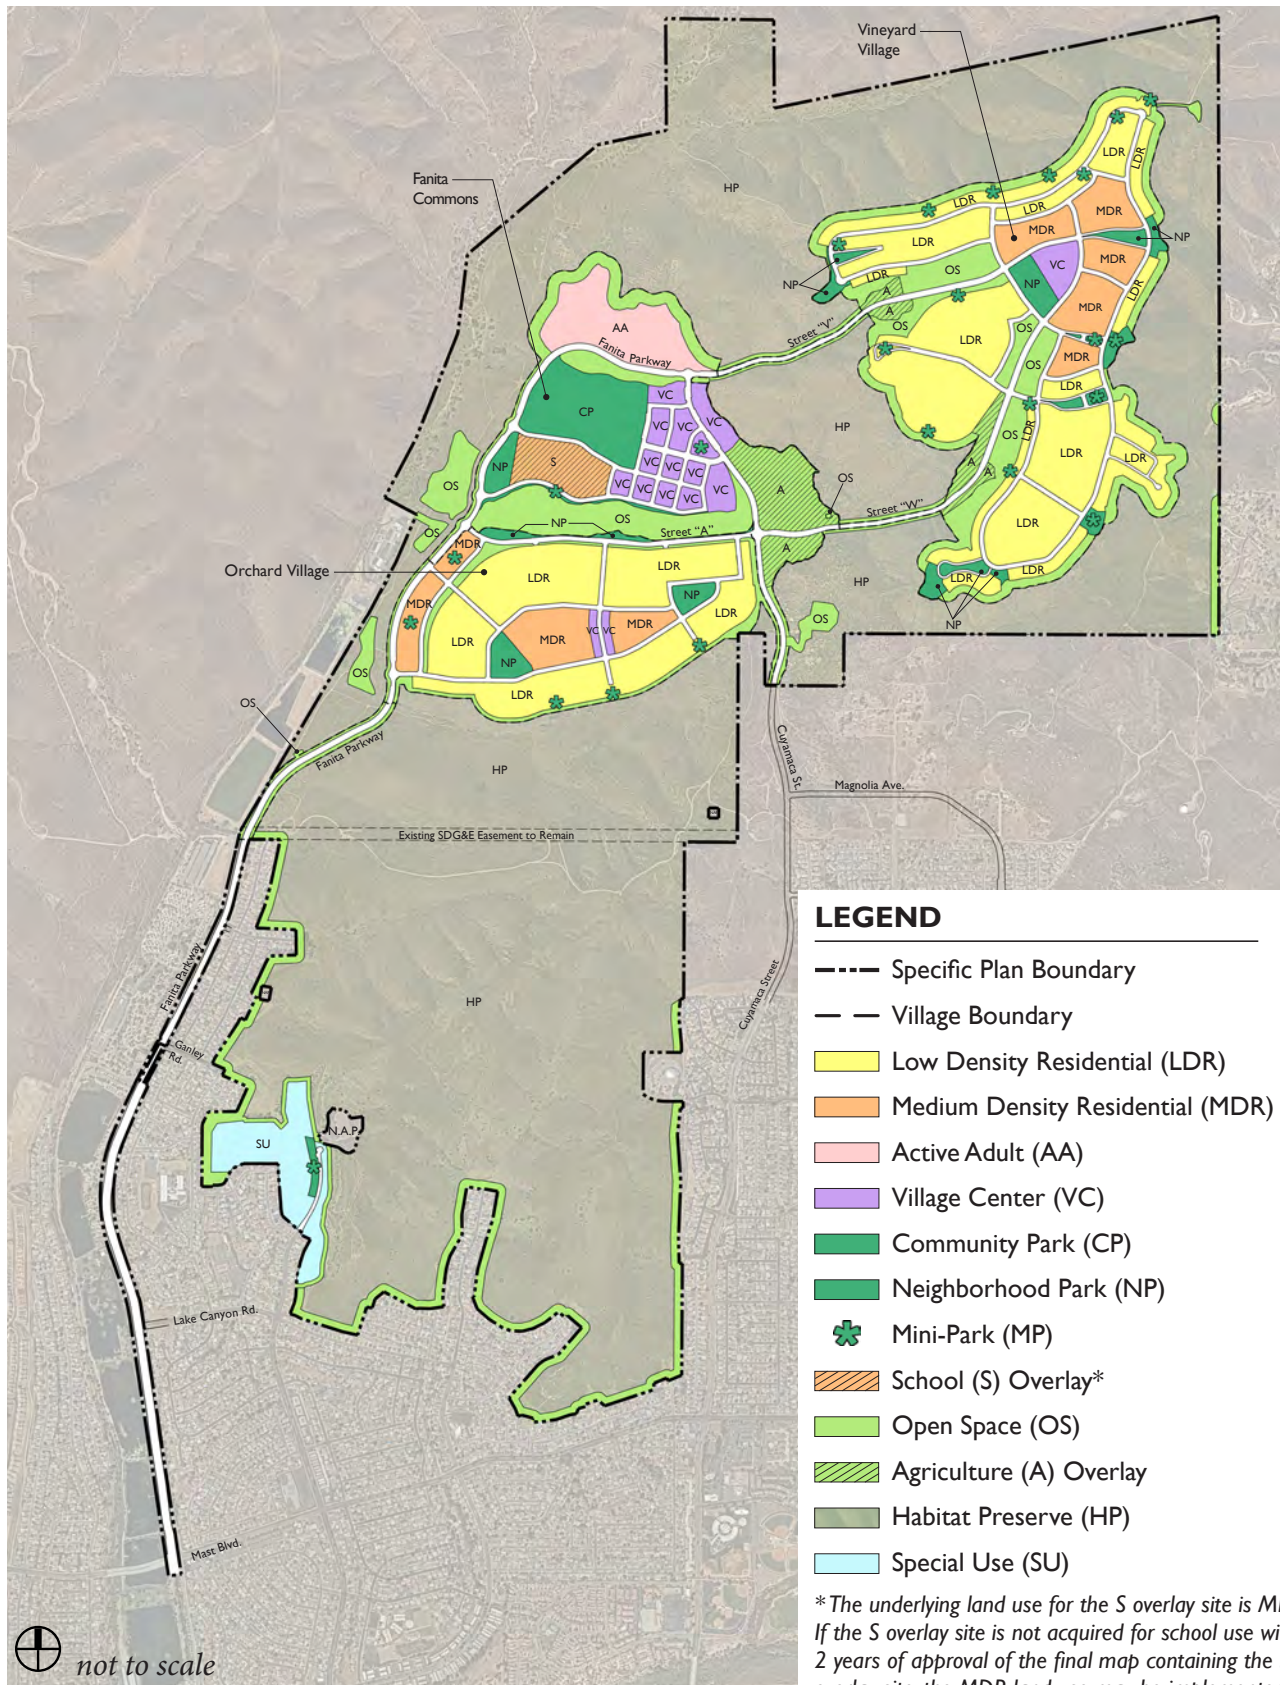 Vineyard
Village
Fanita
Commons
HP
LDR
LDR
LDR
LDR
MDR
MDR
NP
LDR
MDR
VC
NP
LDR
OS
NP
A
A
OS
MDR
LDR
Street "V"
LDR
OS
MDR
OS
LDR
AA
Fanita Parkway
VC
CP
VC
VC
VC
HP
OS
LDR
LDR
LDR
NP
S
VC
VC
VC
VC
VC
VC
VC
VC
A
A
A
OS
OS
OS
Street "W"
LDR
NP
Street "A"
OS
MDR
A
Orchard Village
LDR
LDR
HP
LDR
LDR
NP
MDR
NP
LDR
LDR
MDR
VC
VC
MDR
NP
OS
OS
LDR
OS
Fanita Parkway
HP
Cuyamaca St.
Magnolia Ave.
Existing SDG&E Easement to Remain
Fanita Parkway
HP
Cuyamaca Street
Ganley
Rd.
SU
N.A.P.
Lake Canyon Rd.
Mast Blvd.
not to scale
LEGEND
Specific Plan Boundary
Village Boundary
Low Density Residential (LDR)
Medium Density Residential (MDR)
Active Adult (AA)
Village Center (VC)
Community Park (CP)
Neighborhood Park (NP)
Mini-Park (MP)
School (S) Overlay*
Open Space (OS)
Agriculture (A) Overlay
Habitat Preserve (HP)
Special Use (SU)
* The underlying land use for the S overlay site is
If the S overlay site is not acquired for school use
2 years of approval of the final map containing the